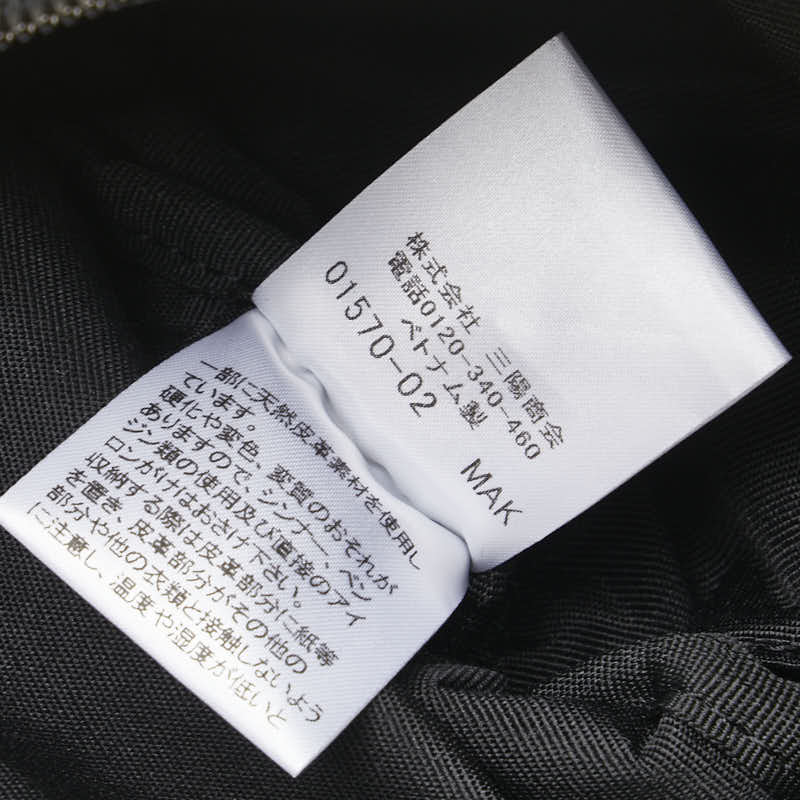 株式会社 三陽商会
電話0120-340-460
ベトナム製
01570-02 MAK
一部に天然皮革素材を使用し
ています。
硬化や変色、変質のおそれが
ありますので、シンナー、ベン
ジン類の使用及び直接のアイ
ロンがけはおさけ下さい。
収納する際は皮革部分に紙等
を置き、皮革部分がその他の
部分や他の衣類と接触しないよう
に注意し、温度や湿度が低いと